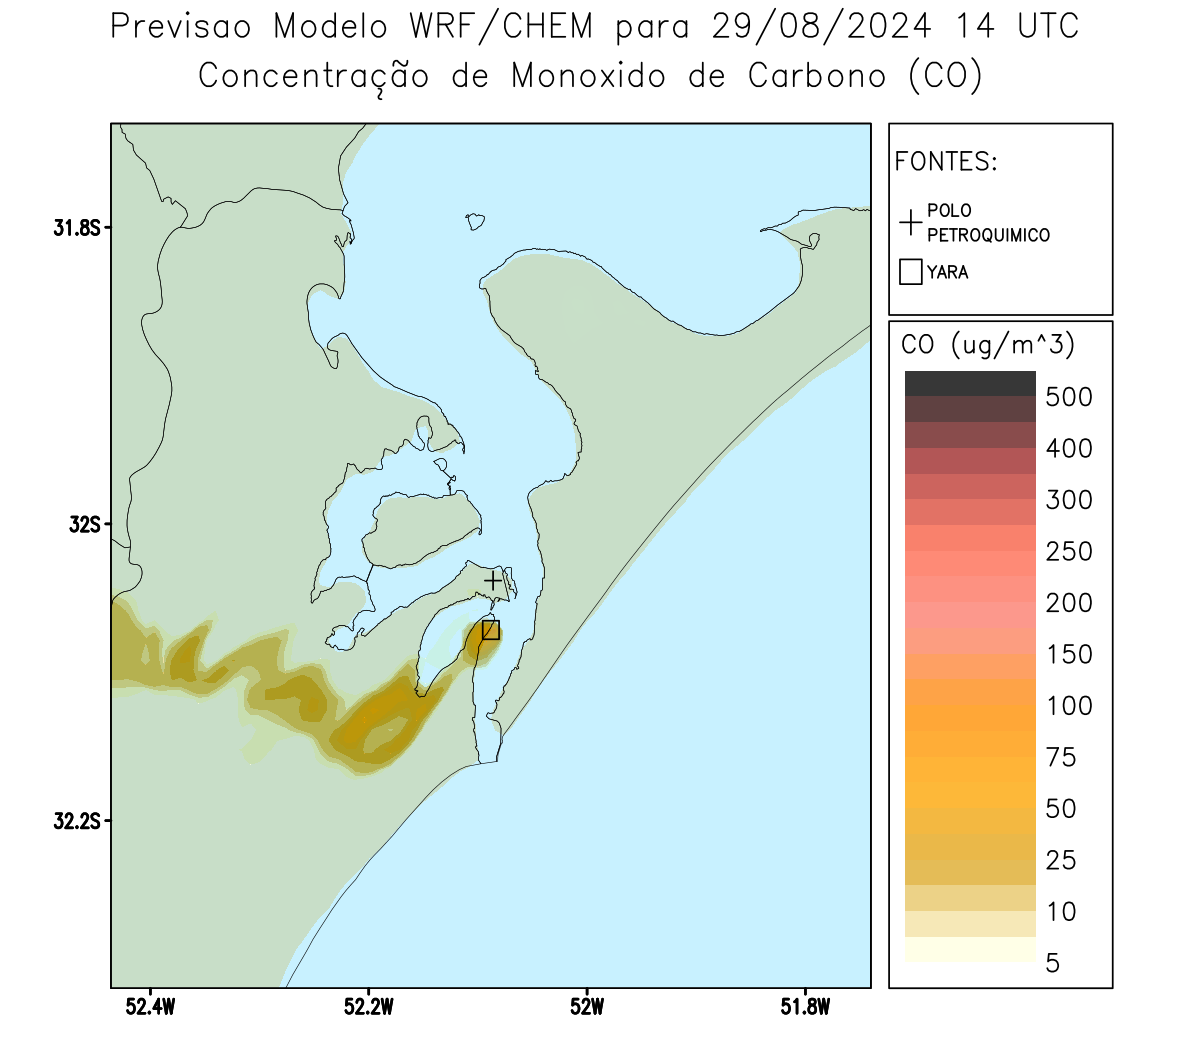 Previsao Modelo WRF/CHEM para 29/08/2024 14 UTC
Concentração de Monoxido de Carbono (CO)
FONTES:
POLO
PETROQUIMICO
YARA
CO (ug/m^3)
500
400
300
250
200
150
100
75
50
25
10
5
31.8S
32S
32.2S
52.4W
52.2W
52W
51.8W